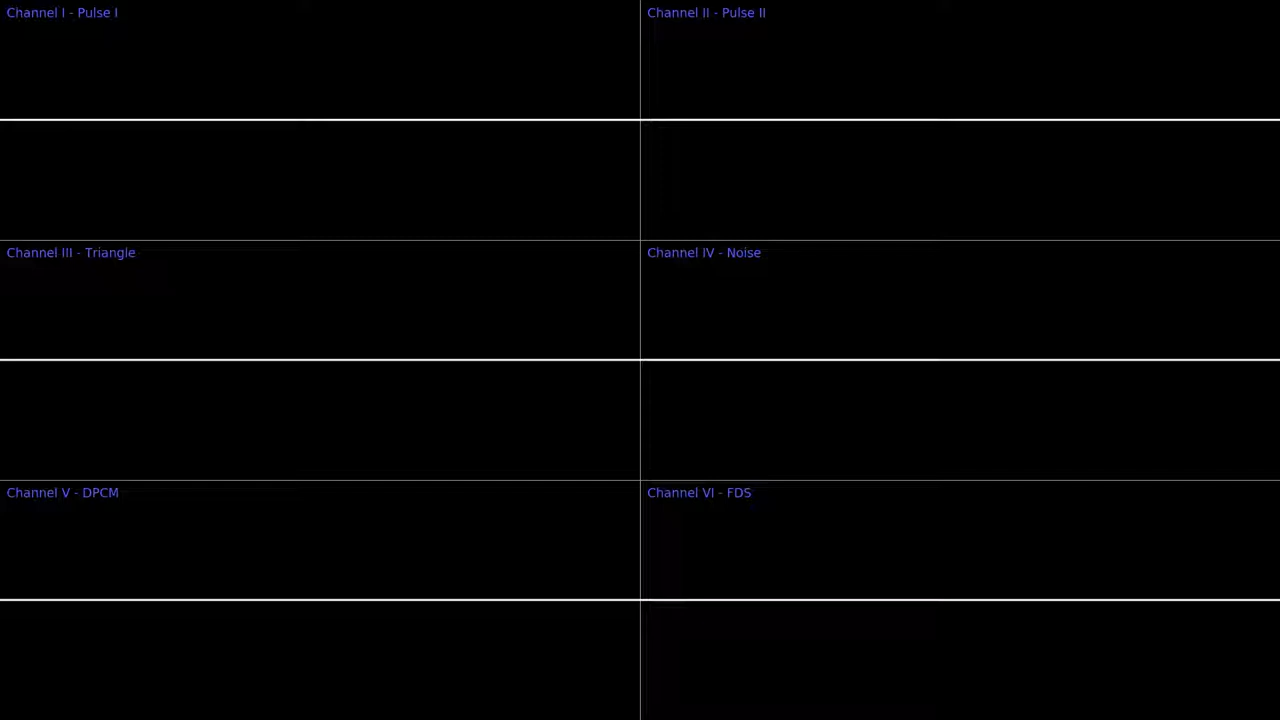 Channel I - Pulse I
Channel II - Pulse II
Channel III - Triangle
Channel IV - Noise
Channel V - DPCM
Channel VI - FDS